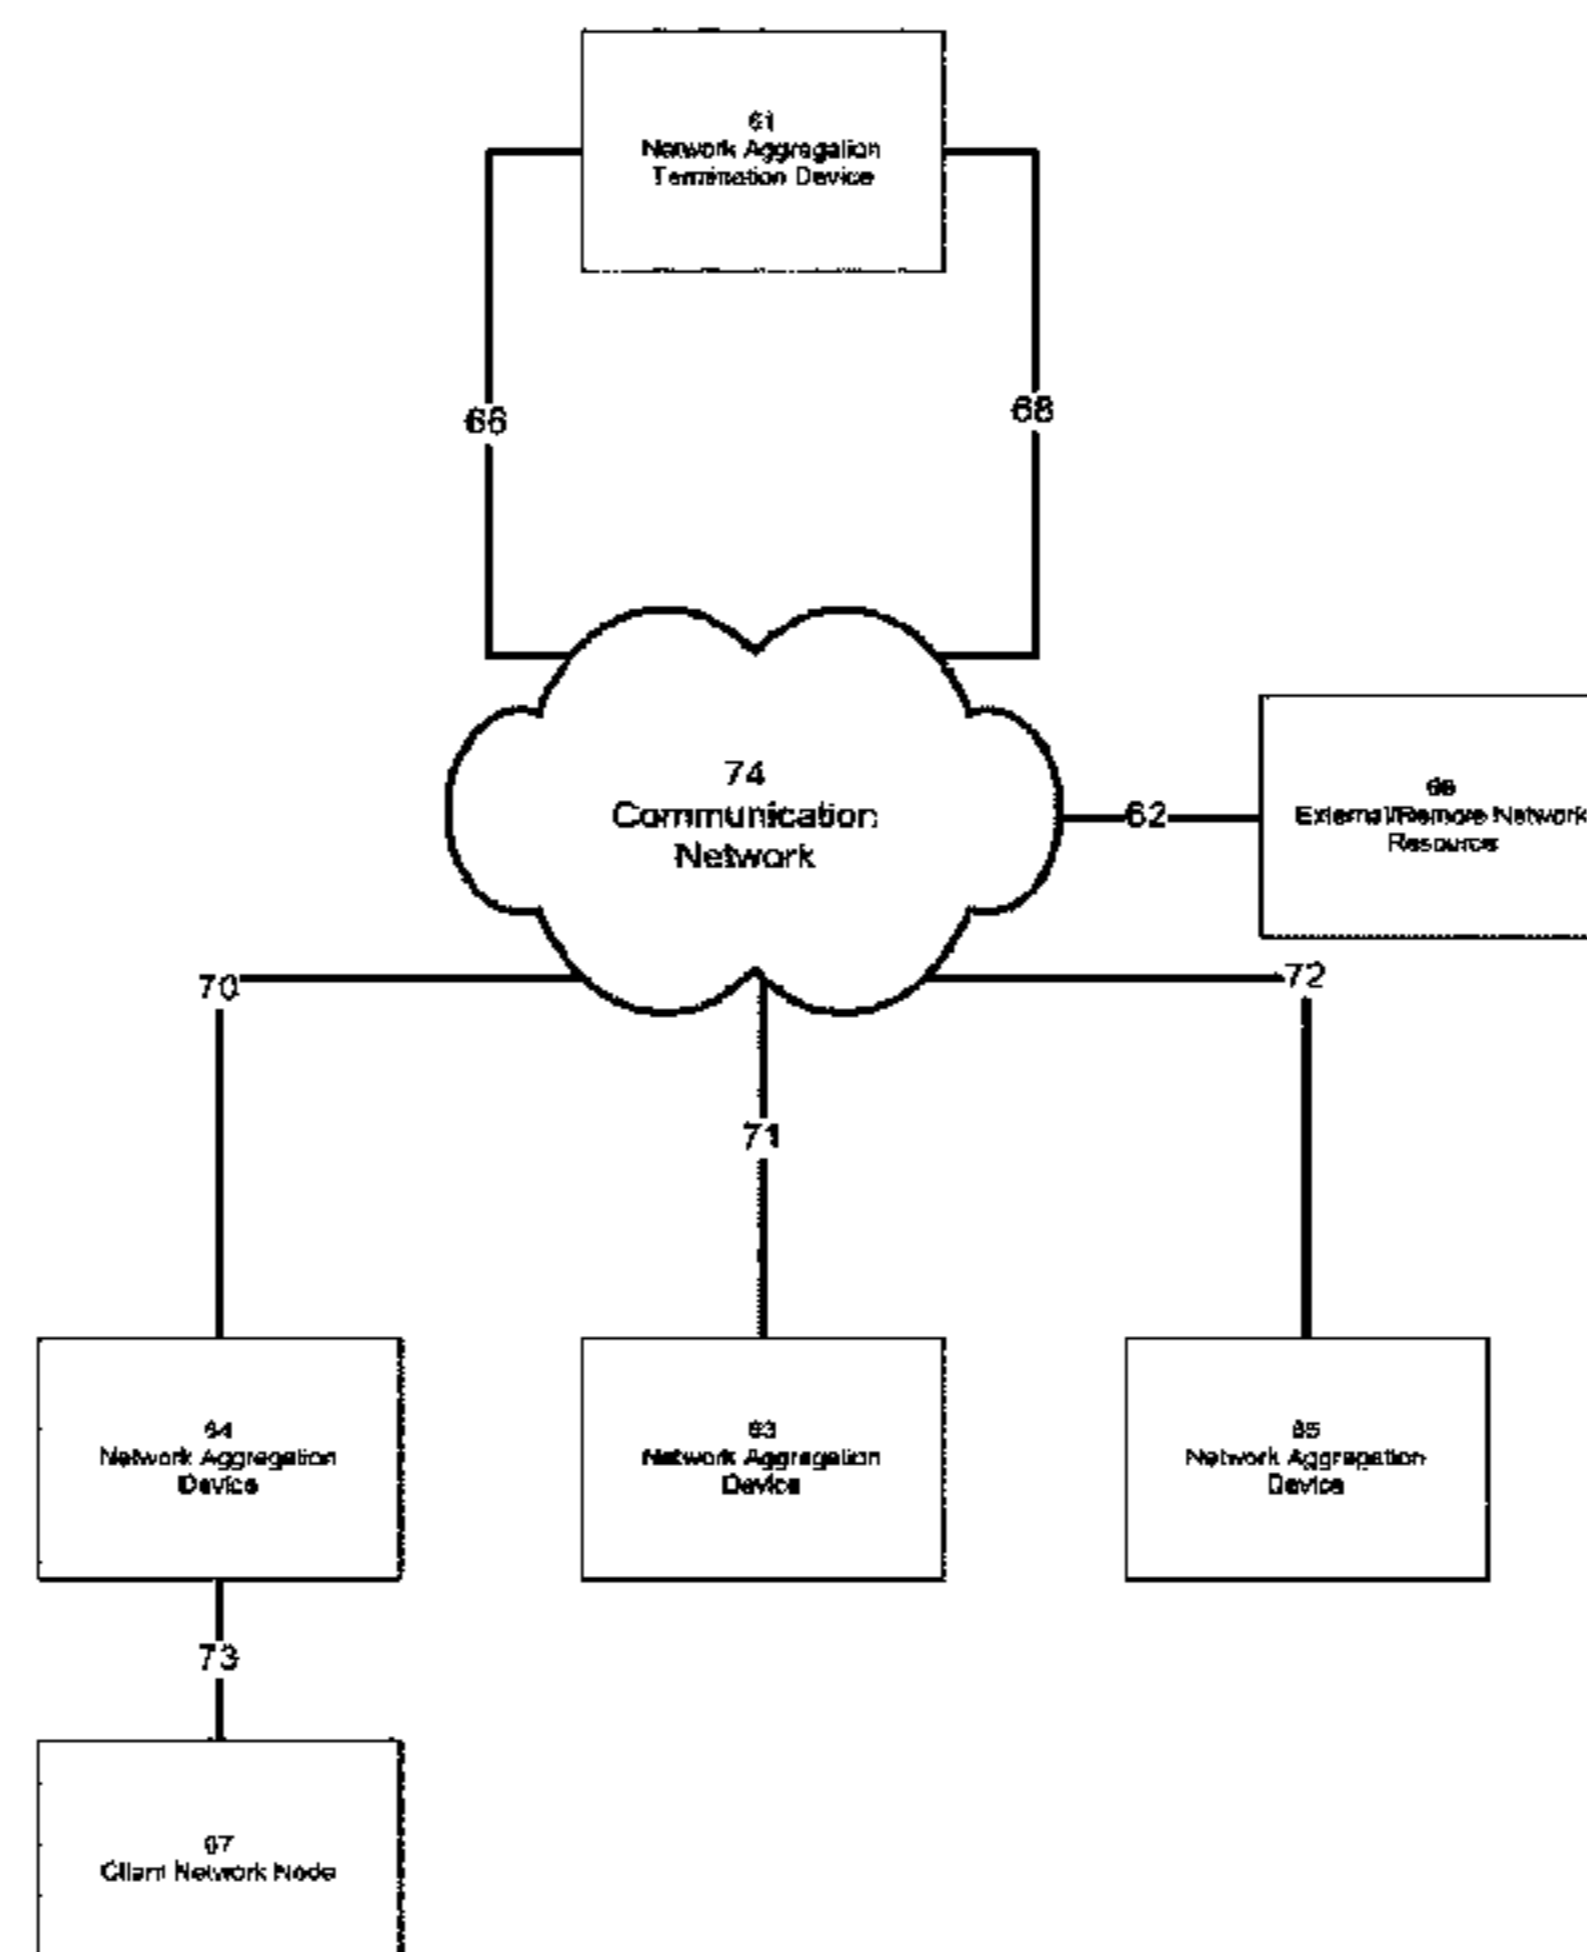 61
Network Aggregation
Termination Device
66
68
74
Communication
Network
62
External/Remote Network
Resource
70
72
71
64
Network Aggregation
Device
63
Network Aggregation
Device
65
Network Aggregation
Device
73
67
Client Network Node